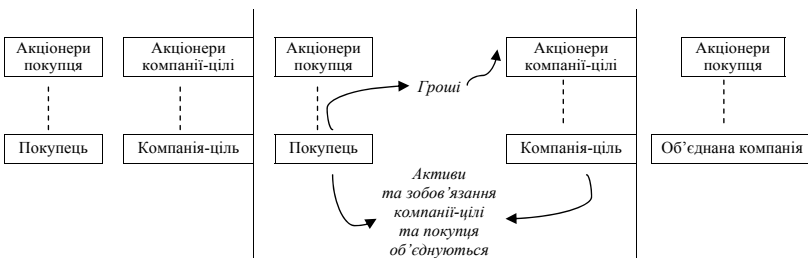 Акціонери
покупця
Акціонери
компанії-цілі
Покупець
Компанія-ціль
Акціонери
покупця
Гроші
Акціонери
компанії-цілі
Покупець
Компанія-ціль
Активи
та зобов’язання
компанії-цілі
та покупця
об’єднуються
Акціонери
покупця
Об’єднана компанія